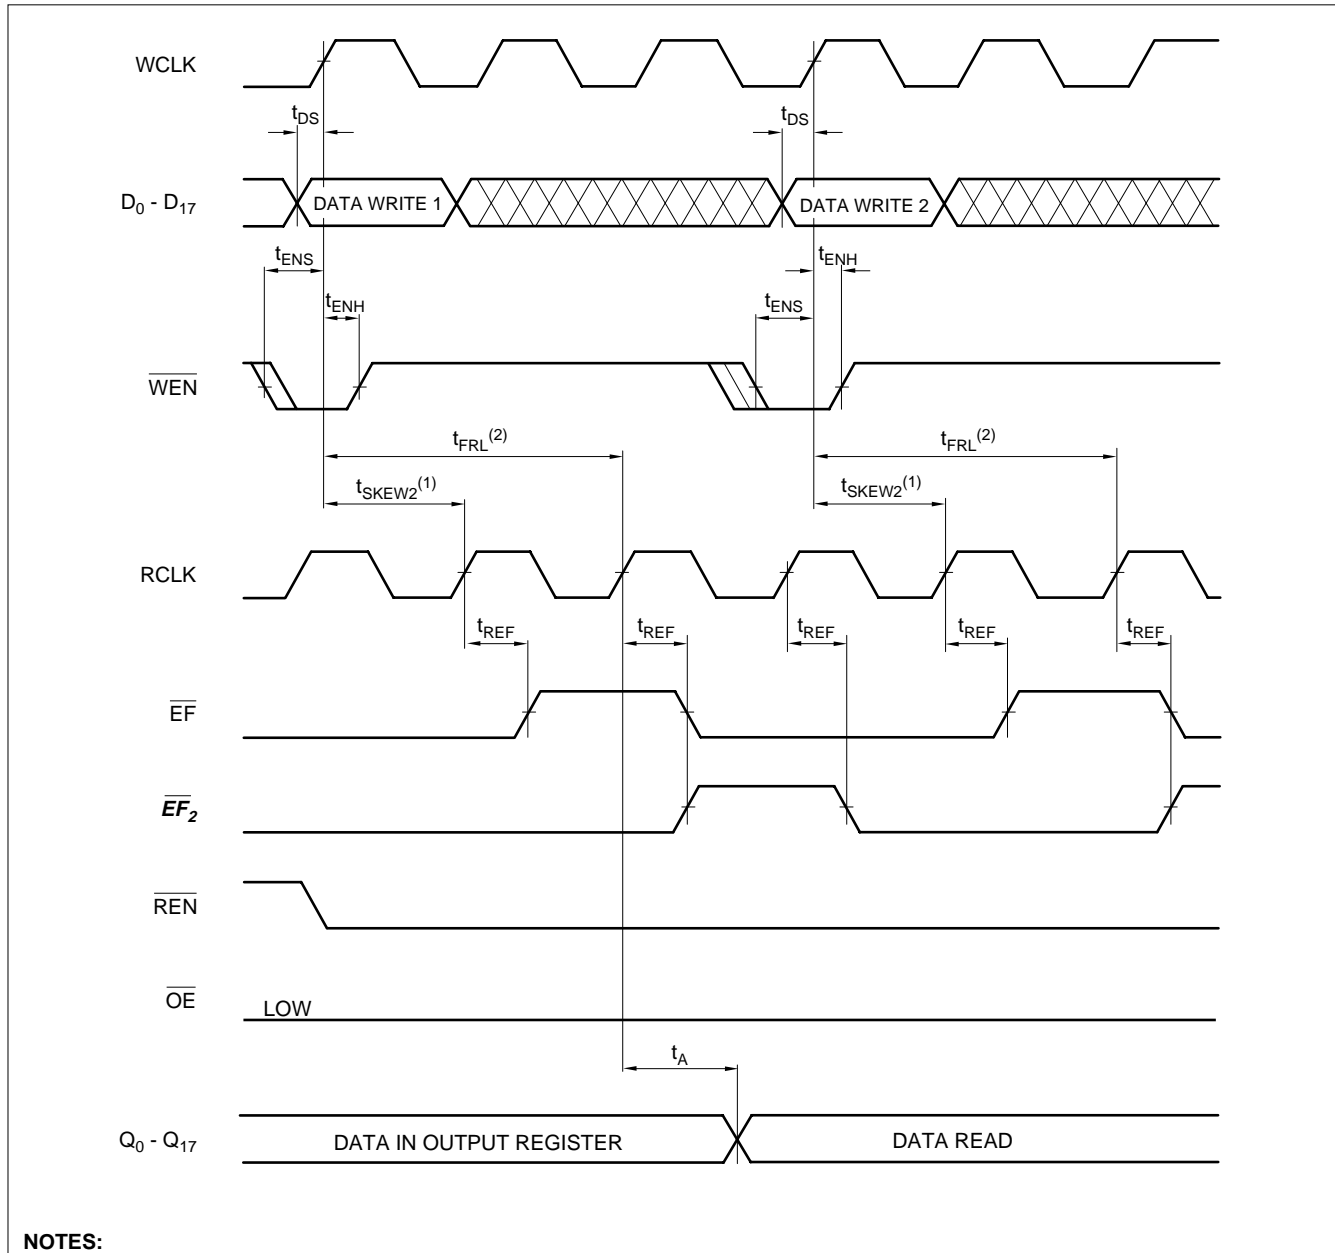 WCLK
tDS tDS
D0 - D17 DATA WRITE 1 DATA WRITE 2
tENS tENH
tENH tENS
WEN
tFRL(2) tFRL(2)
tSKEW2(1) tSKEW2(1)
RCLK
tREF tREF tREF tREF tREF
EF
EF2
REN
OE LOW
tA
Q0 - Q17 DATA IN OUTPUT REGISTER DATA READ
NOTES: